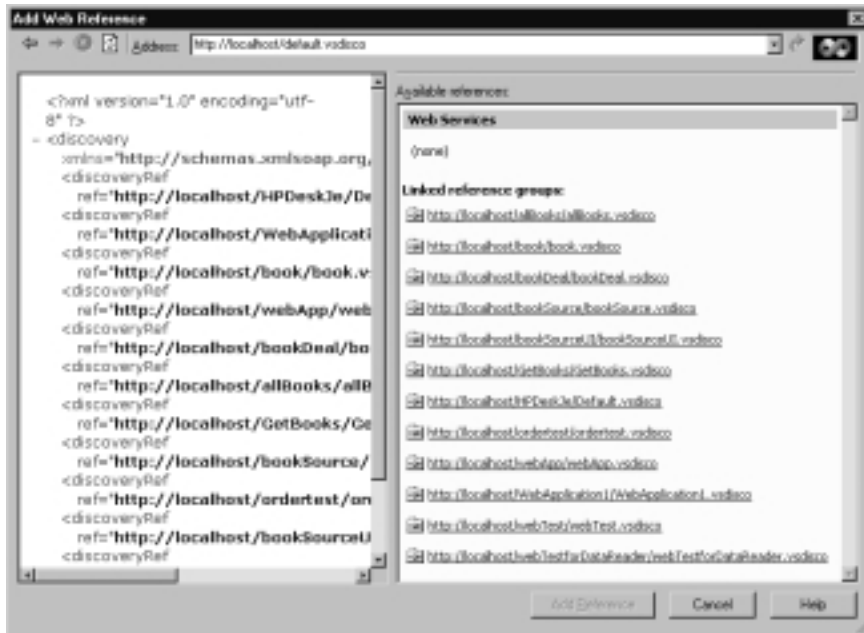 Add Web Reference
Address: http://localhost/default.vsdisco
<?xml version="1.0" encoding="utf-
8" ?>
- <discovery
xmlns="http://schemas.xmlsoap.org,
<discoveryRef
ref="http://localhost/HPDeskJe/De
<discoveryRef
ref="http://localhost/WebApplicati
<discoveryRef
ref="http://localhost/book/book.v
<discoveryRef
ref="http://localhost/webApp/web
<discoveryRef
ref="http://localhost/bookDeal/bo
<discoveryRef
ref="http://localhost/allBooks/allB
<discoveryRef
ref="http://localhost/GetBooks/Ge
<discoveryRef
ref="http://localhost/bookSource/
<discoveryRef
ref="http://localhost/ordertest/or
<discoveryRef
ref="http://localhost/bookSourceU
<discoveryRef
Available references:
Web Services
(none)
Linked reference groups:
http://localhost/allBooks/allBooks.vsdisco
http://localhost/book/book.vsdisco
http://localhost/bookDeal/bookDeal.vsdisco
http://localhost/bookSource/bookSource.vsdisco
http://localhost/bookSourceUI/bookSourceUI.vsdisco
http://localhost/GetBooks/GetBooks.vsdisco
http://localhost/HPDeskJe/Default.vsdisco
http://localhost/ordertest/ordertest.vsdisco
http://localhost/webApp/webApp.vsdisco
http://localhost/WebApplication1/WebApplication1.vsdisco
http://localhost/webTest/webTest.vsdisco
http://localhost/webTestforDataReader/webTestforDataReader.vsdisco
Add Reference
Cancel
Help